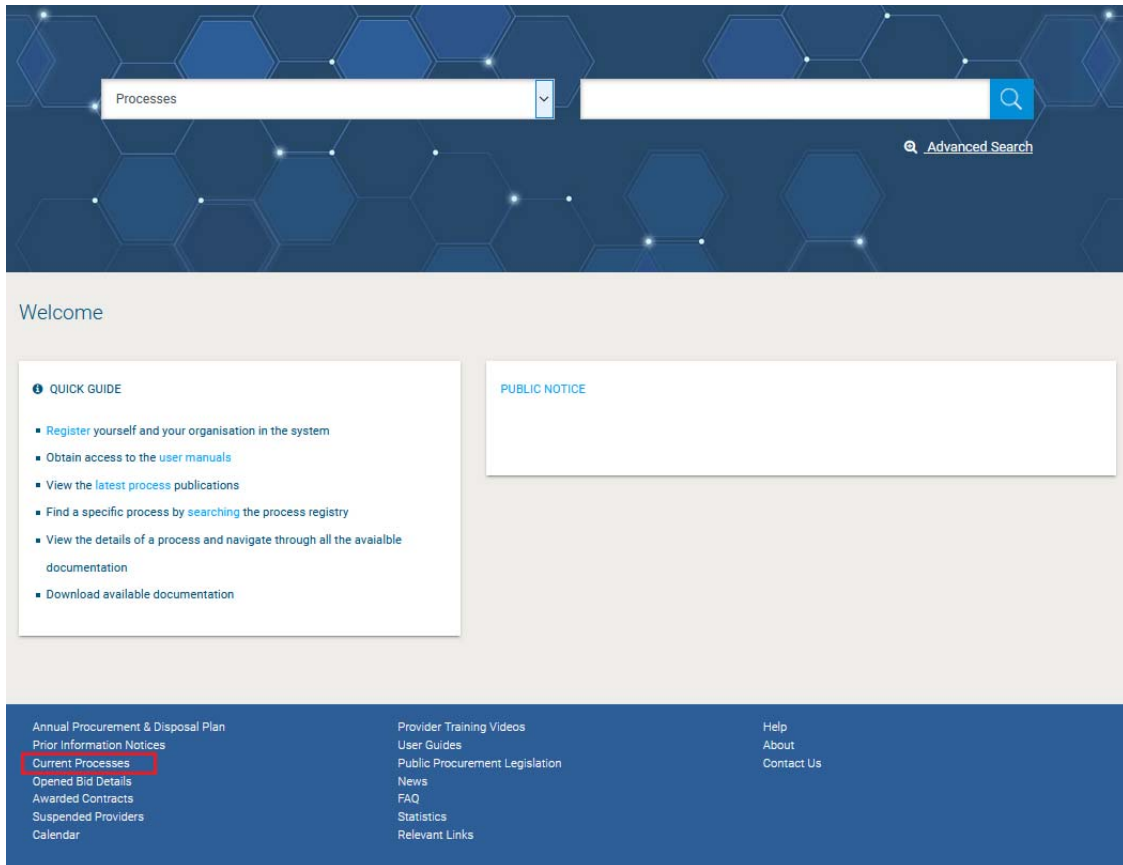 Processes
Advanced Search
Welcome
QUICK GUIDE
Register yourself and your organisation in the system
Obtain access to the user manuals
View the latest process publications
Find a specific process by searching the process registry
View the details of a process and navigate through all the avaialble
documentation
Download available documentation
PUBLIC NOTICE
Annual Procurement & Disposal Plan
Prior Information Notices
Current Processes
Opened Bid Details
Awarded Contracts
Suspended Providers
Calendar
Provider Training Videos
User Guides
Public Procurement Legislation
News
FAQ
Statistics
Relevant Links
Help
About
Contact Us